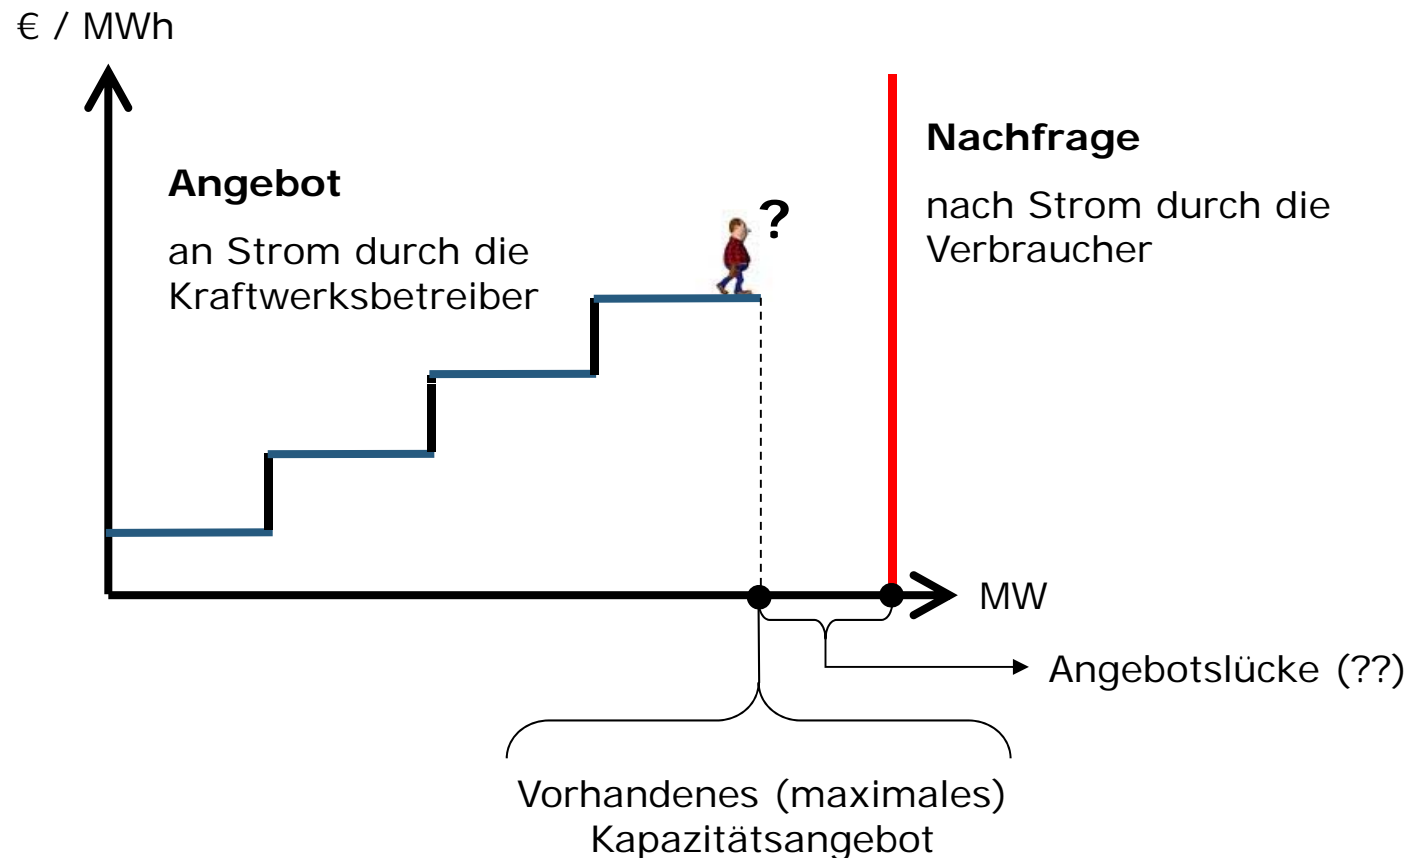 € / MWh
Angebot
an Strom durch die
Kraftwerksbetreiber
?
Nachfrage
nach Strom durch die
Verbraucher
MW
Angebotslücke (??)
Vorhandenes (maximales)
Kapazitätsangebot